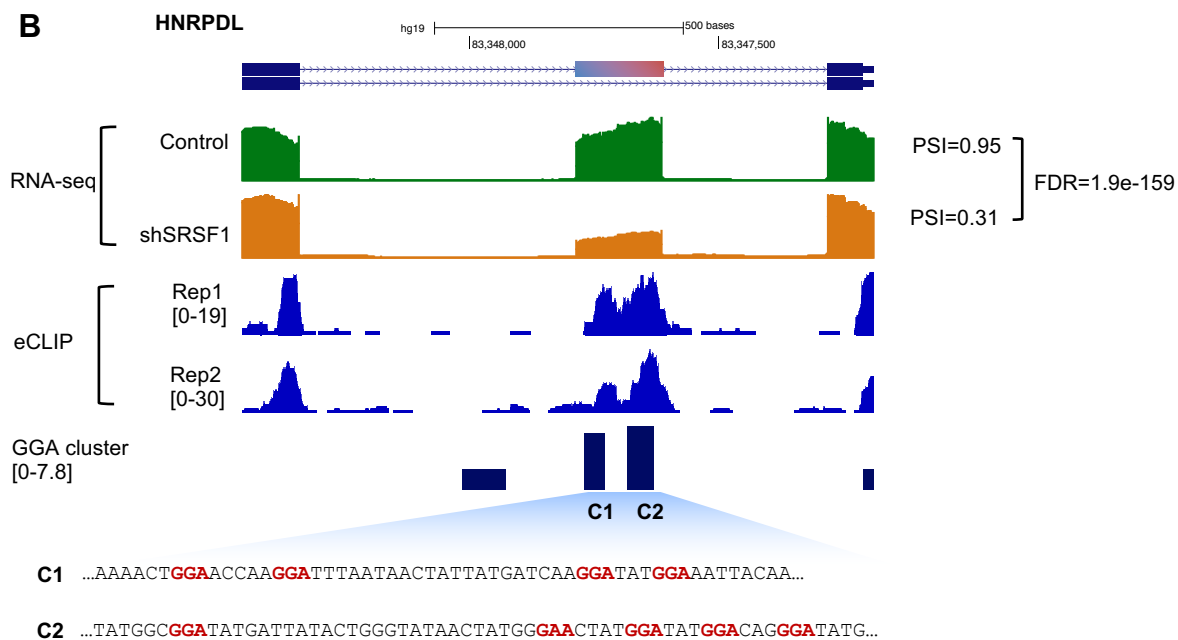 B
HNRPDL
hg19
500 bases
83,348,000
83,347,500
RNA-seq
Control
shSRSF1
PSI=0.95
PSI=0.31
FDR=1.9e-159
eCLIP
Rep1
[0-19]
Rep2
[0-30]
GGA cluster
[0-7.8]
C1 C2
C1 ...AAAACTGGAACCAAGGATTTAATAACTATTATGATCAAGGATATGGAAATTACAA...
C2 ...TATGGCGGATATGATTATACTGGGTATAACTATGGGAACTATGGATATGGACAGGGATATG...